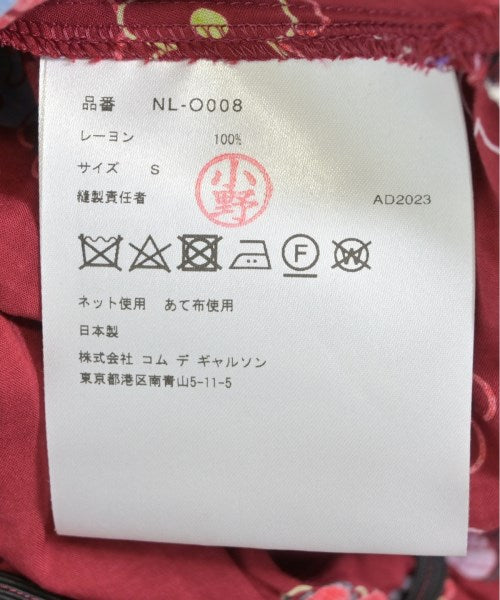 品番 NL-O008
レーヨン 100%
サイズ S
縫製責任者 小野 AD2023
F W
ネット使用 あて布使用
日本製
株式会社 コム デ ギャルソン
東京都港区南青山5-11-5